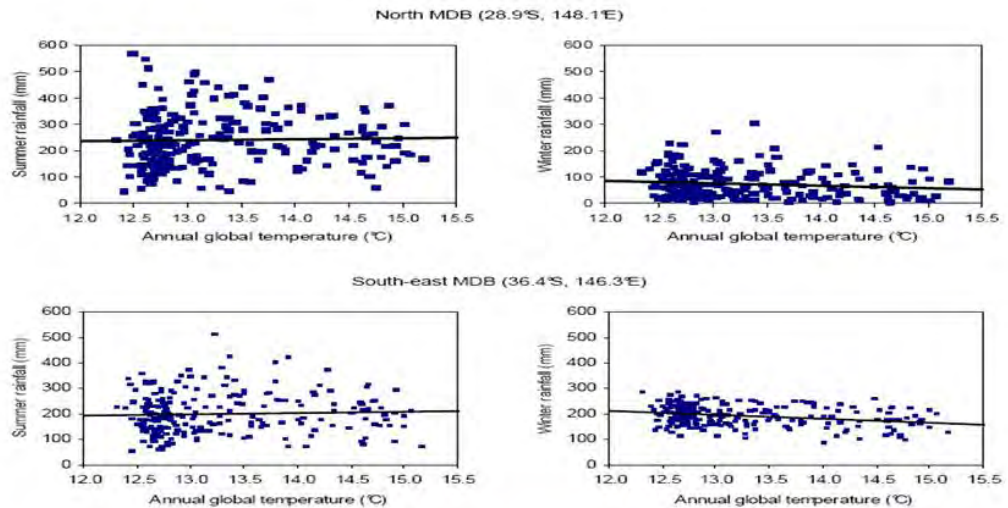 North MDB (28.9°S, 148.1°E)
Summer rainfall (mm)
600
500
400
300
200
100
0
12.0 12.5 13.0 13.5 14.0 14.5 15.0 15.5
Annual global temperature (°C)
Winter rainfall (mm)
600
500
400
300
200
100
0
12.0 12.5 13.0 13.5 14.0 14.5 15.0 15.5
Annual global temperature (°C)
South-east MDB (36.4°S, 146.3°E)
Summer rainfall (mm)
600
500
400
300
200
100
0
12.0 12.5 13.0 13.5 14.0 14.5 15.0 15.5
Annual global temperature (°C)
Winter rainfall (mm)
600
500
400
300
200
100
0
12.0 12.5 13.0 13.5 14.0 14.5 15.0 15.5
Annual global temperature (°C)